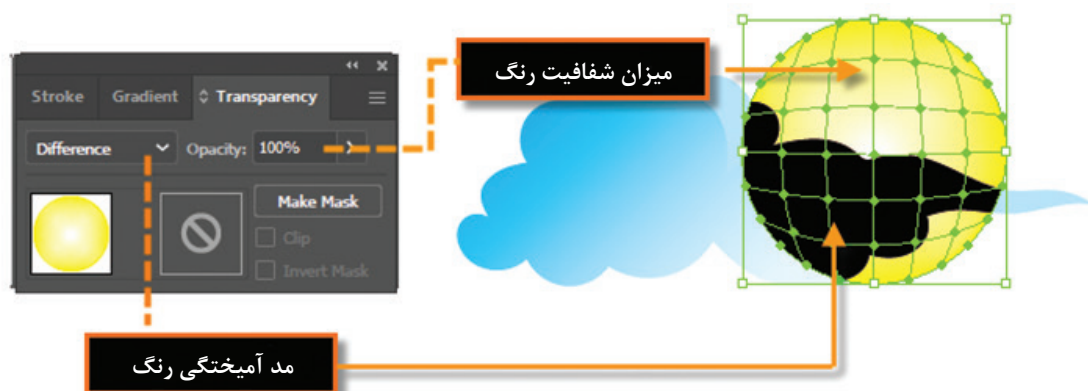 میزان شفافیت رنگ
Stroke Gradient Transparency
Difference Opacity: 100%
Make Mask
Clip
Invert Mask
مد آمیختگی رنگ